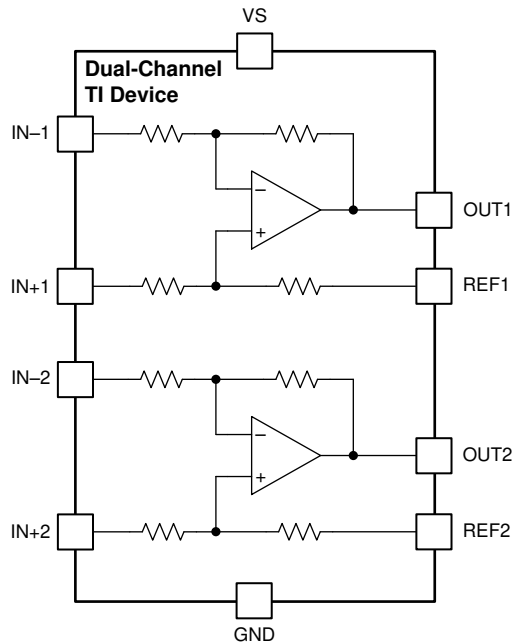 VS
Dual-Channel
TI Device
IN–1
OUT1
IN+1
REF1
IN–2
OUT2
IN+2
REF2
GND
–
+
–
+